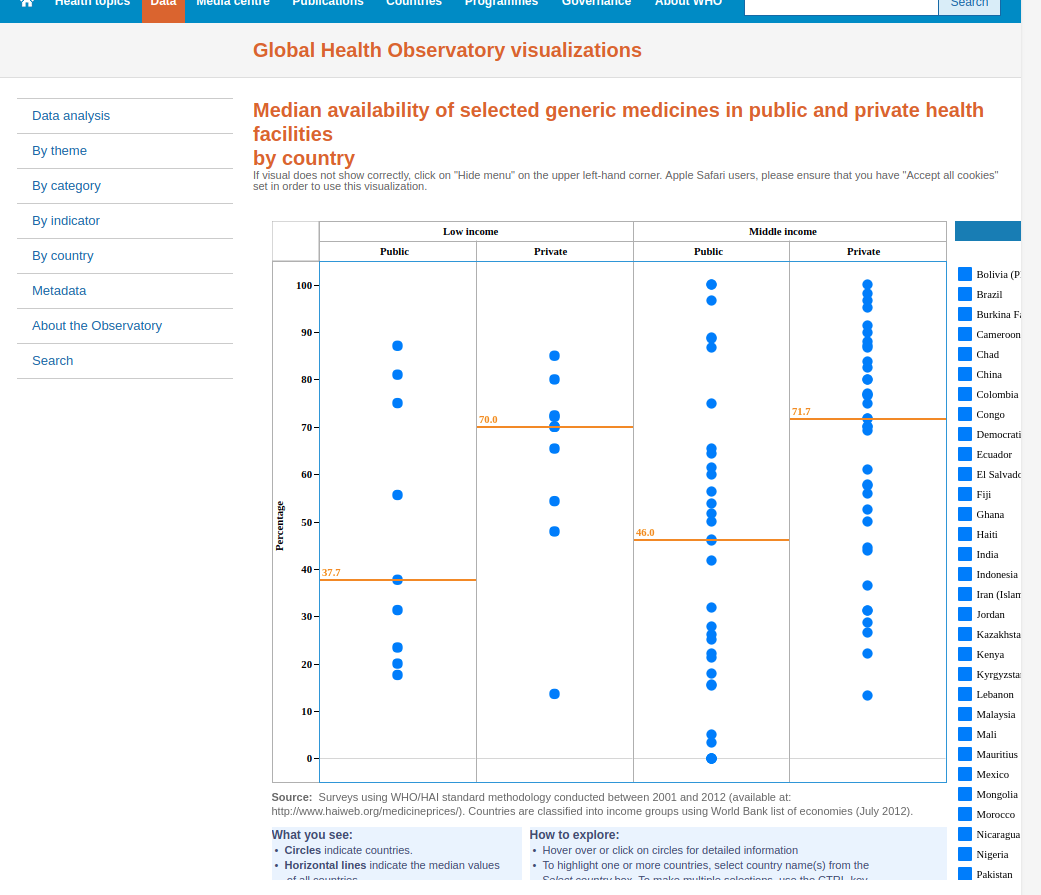 Health topics Data Media centre Publications Countries Programmes Governance About WHO Search
Global Health Observatory visualizations
Data analysis
By theme
By category
By indicator
By country
Metadata
About the Observatory
Search
Median availability of selected generic medicines in public and private health
facilities
by country
If visual does not show correctly, click on "Hide menu" on the upper left-hand corner. Apple Safari users, please ensure that you have "Accept all cookies"
set in order to use this visualization.
Low income Middle income
Public Private Public Private
Percentage
100
90
80
70
60
50
40
30
20
10
0
37.7
70.0
46.0
71.7
Bolivia (P
Brazil
Burkina Fa
Cameroon
Chad
China
Colombia
Congo
Democrati
Ecuador
El Salvado
Fiji
Ghana
Haiti
India
Indonesia
Iran (Islam
Jordan
Kazakhsta
Kenya
Kyrgyzstan
Lebanon
Malaysia
Mali
Mauritius
Mexico
Mongolia
Morocco
Nicaragua
Nigeria
Pakistan
Source: Surveys using WHO/HAI standard methodology conducted between 2001 and 2012 (available at:
http://www.haiweb.org/medicineprices/). Countries are classified into income groups using World Bank list of economies (July 2012).
What you see:
• Circles indicate countries.
• Horizontal lines indicate the median values
of all countries
How to explore:
• Hover over or click on circles for detailed information
• To highlight one or more countries, select country name(s) from the
Select country box. To make multiple selections, use the CTRL key